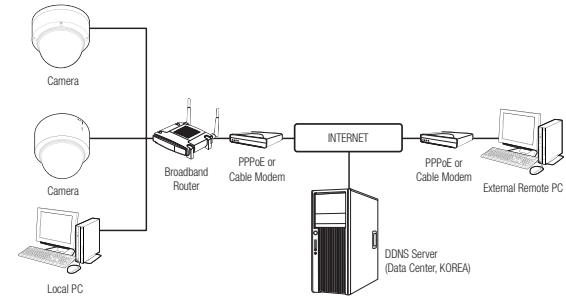 Camera
Camera
Local PC
Broadband
Router
PPPoE or
Cable Modem
INTERNET
DDNS Server
(Data Center, KOREA)
PPPoE or
Cable Modem
External Remote PC